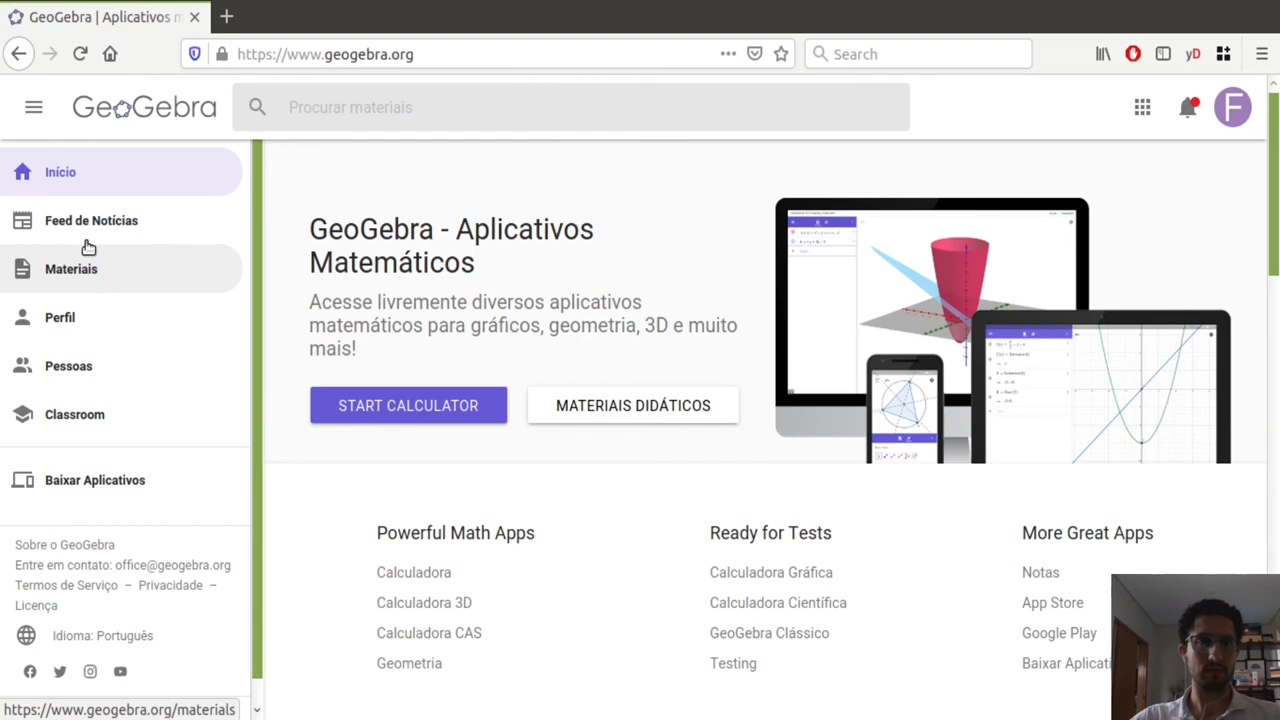 GeoGebra | Aplicativos m
https://www.geogebra.org
Search
yD
GeoGebra
Procurar materiais
F
Início
Feed de Notícias
Materiais
Perfil
Pessoas
Classroom
Baixar Aplicativos
Sobre o GeoGebra
Entre em contato: office@geogebra.org
Termos de Serviço – Privacidade –
Licença
Idioma: Português
https://www.geogebra.org/materials
GeoGebra - Aplicativos
Matemáticos
Acesse livremente diversos aplicativos
matemáticos para gráficos, geometria, 3D e muito
mais!
START CALCULATOR
MATERIAIS DIDÁTICOS
Powerful Math Apps
Calculadora
Calculadora 3D
Calculadora CAS
Geometria
Ready for Tests
Calculadora Gráfica
Calculadora Científica
GeoGebra Clássico
Testing
More Great Apps
Notas
App Store
Google Play
Baixar Aplicati